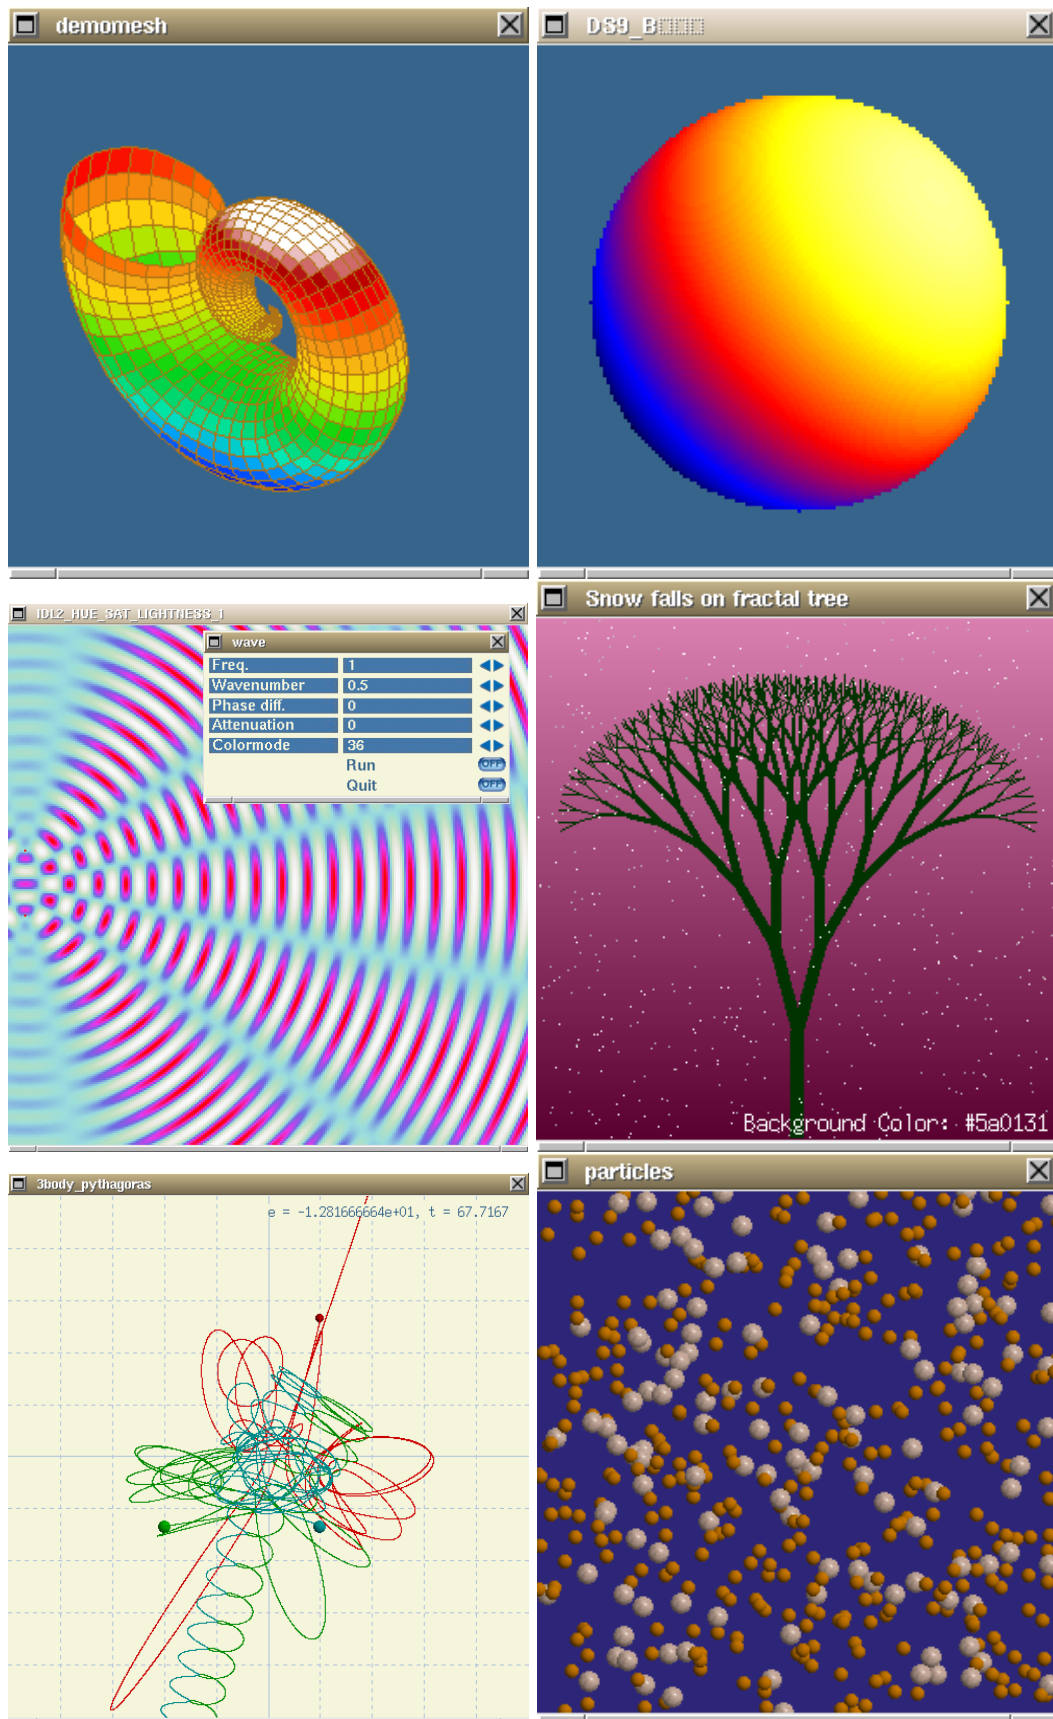 demomesh
DS9_B
IDL2_HUE_SAT_LIGHTNESS_1
wave
Freq. 1
Wavenumber 0.5
Phase diff. 0
Attenuation 0
Colormode 36
Run OFF
Quit OFF
Snow falls on fractal tree
Background Color: #5a0131
3body_pythagoras
e = -1.281666664e+01, t = 67.7167
particles